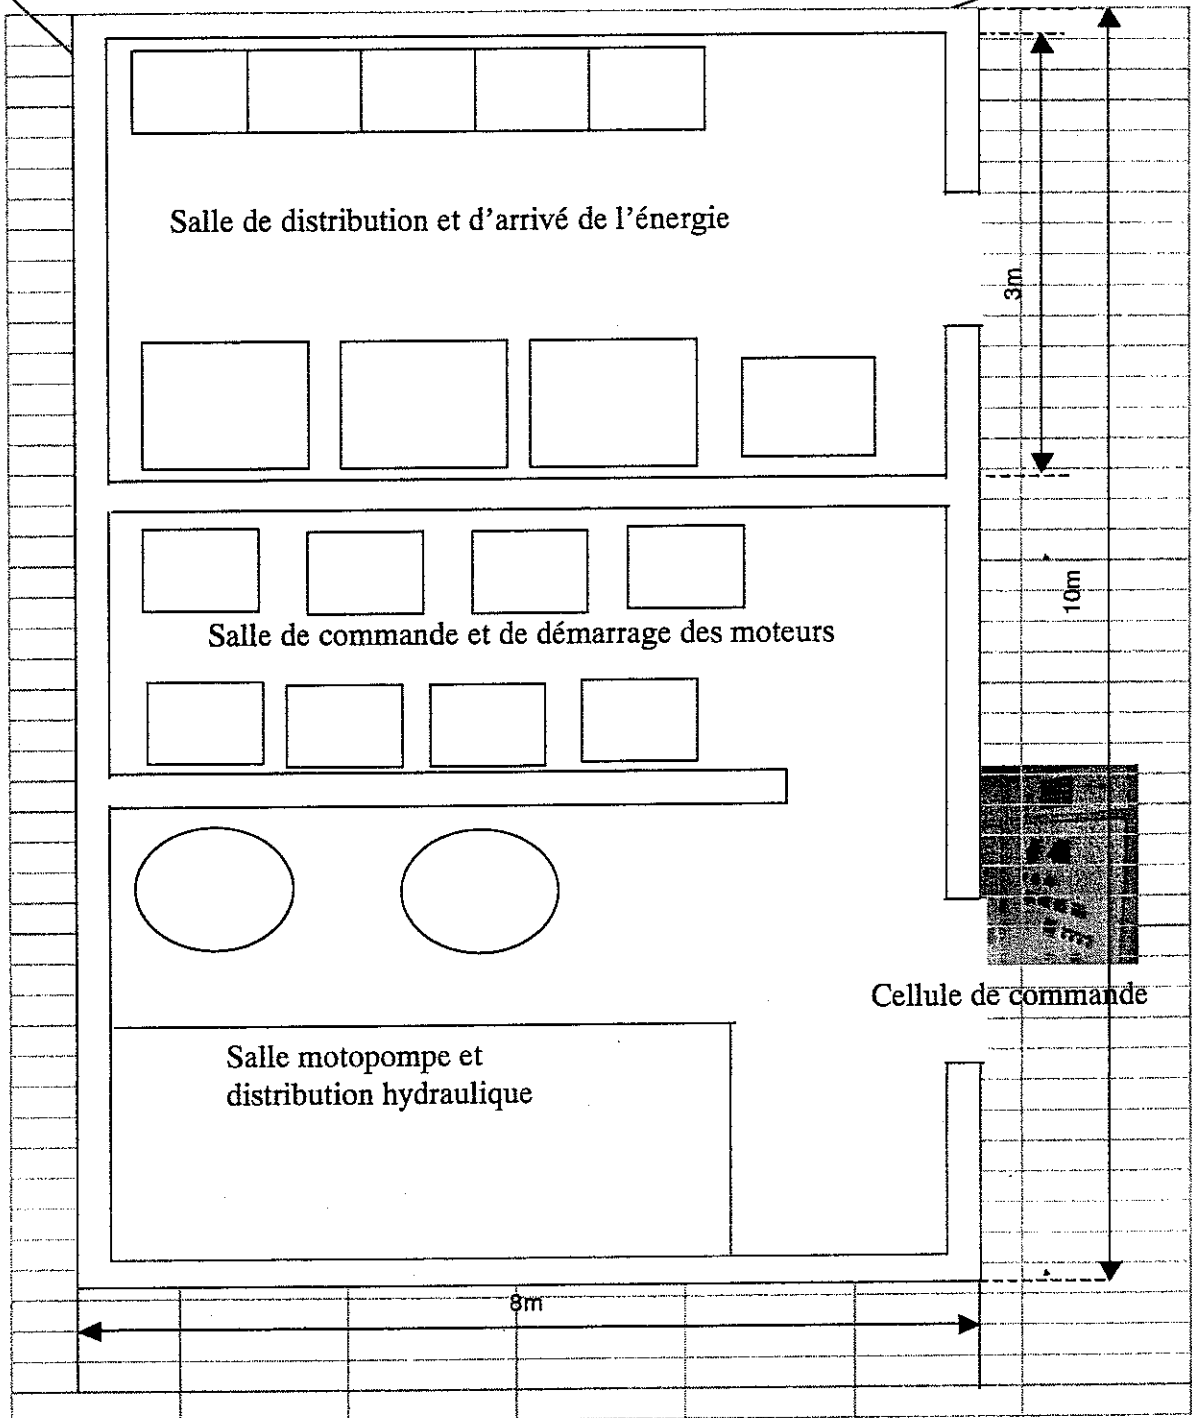 Salle de distribution et d'arrivé de l'énergie
3m
Salle de commande et de démarrage des moteurs
10m
Cellule de commande
Salle motopompe et
distribution hydraulique
8m